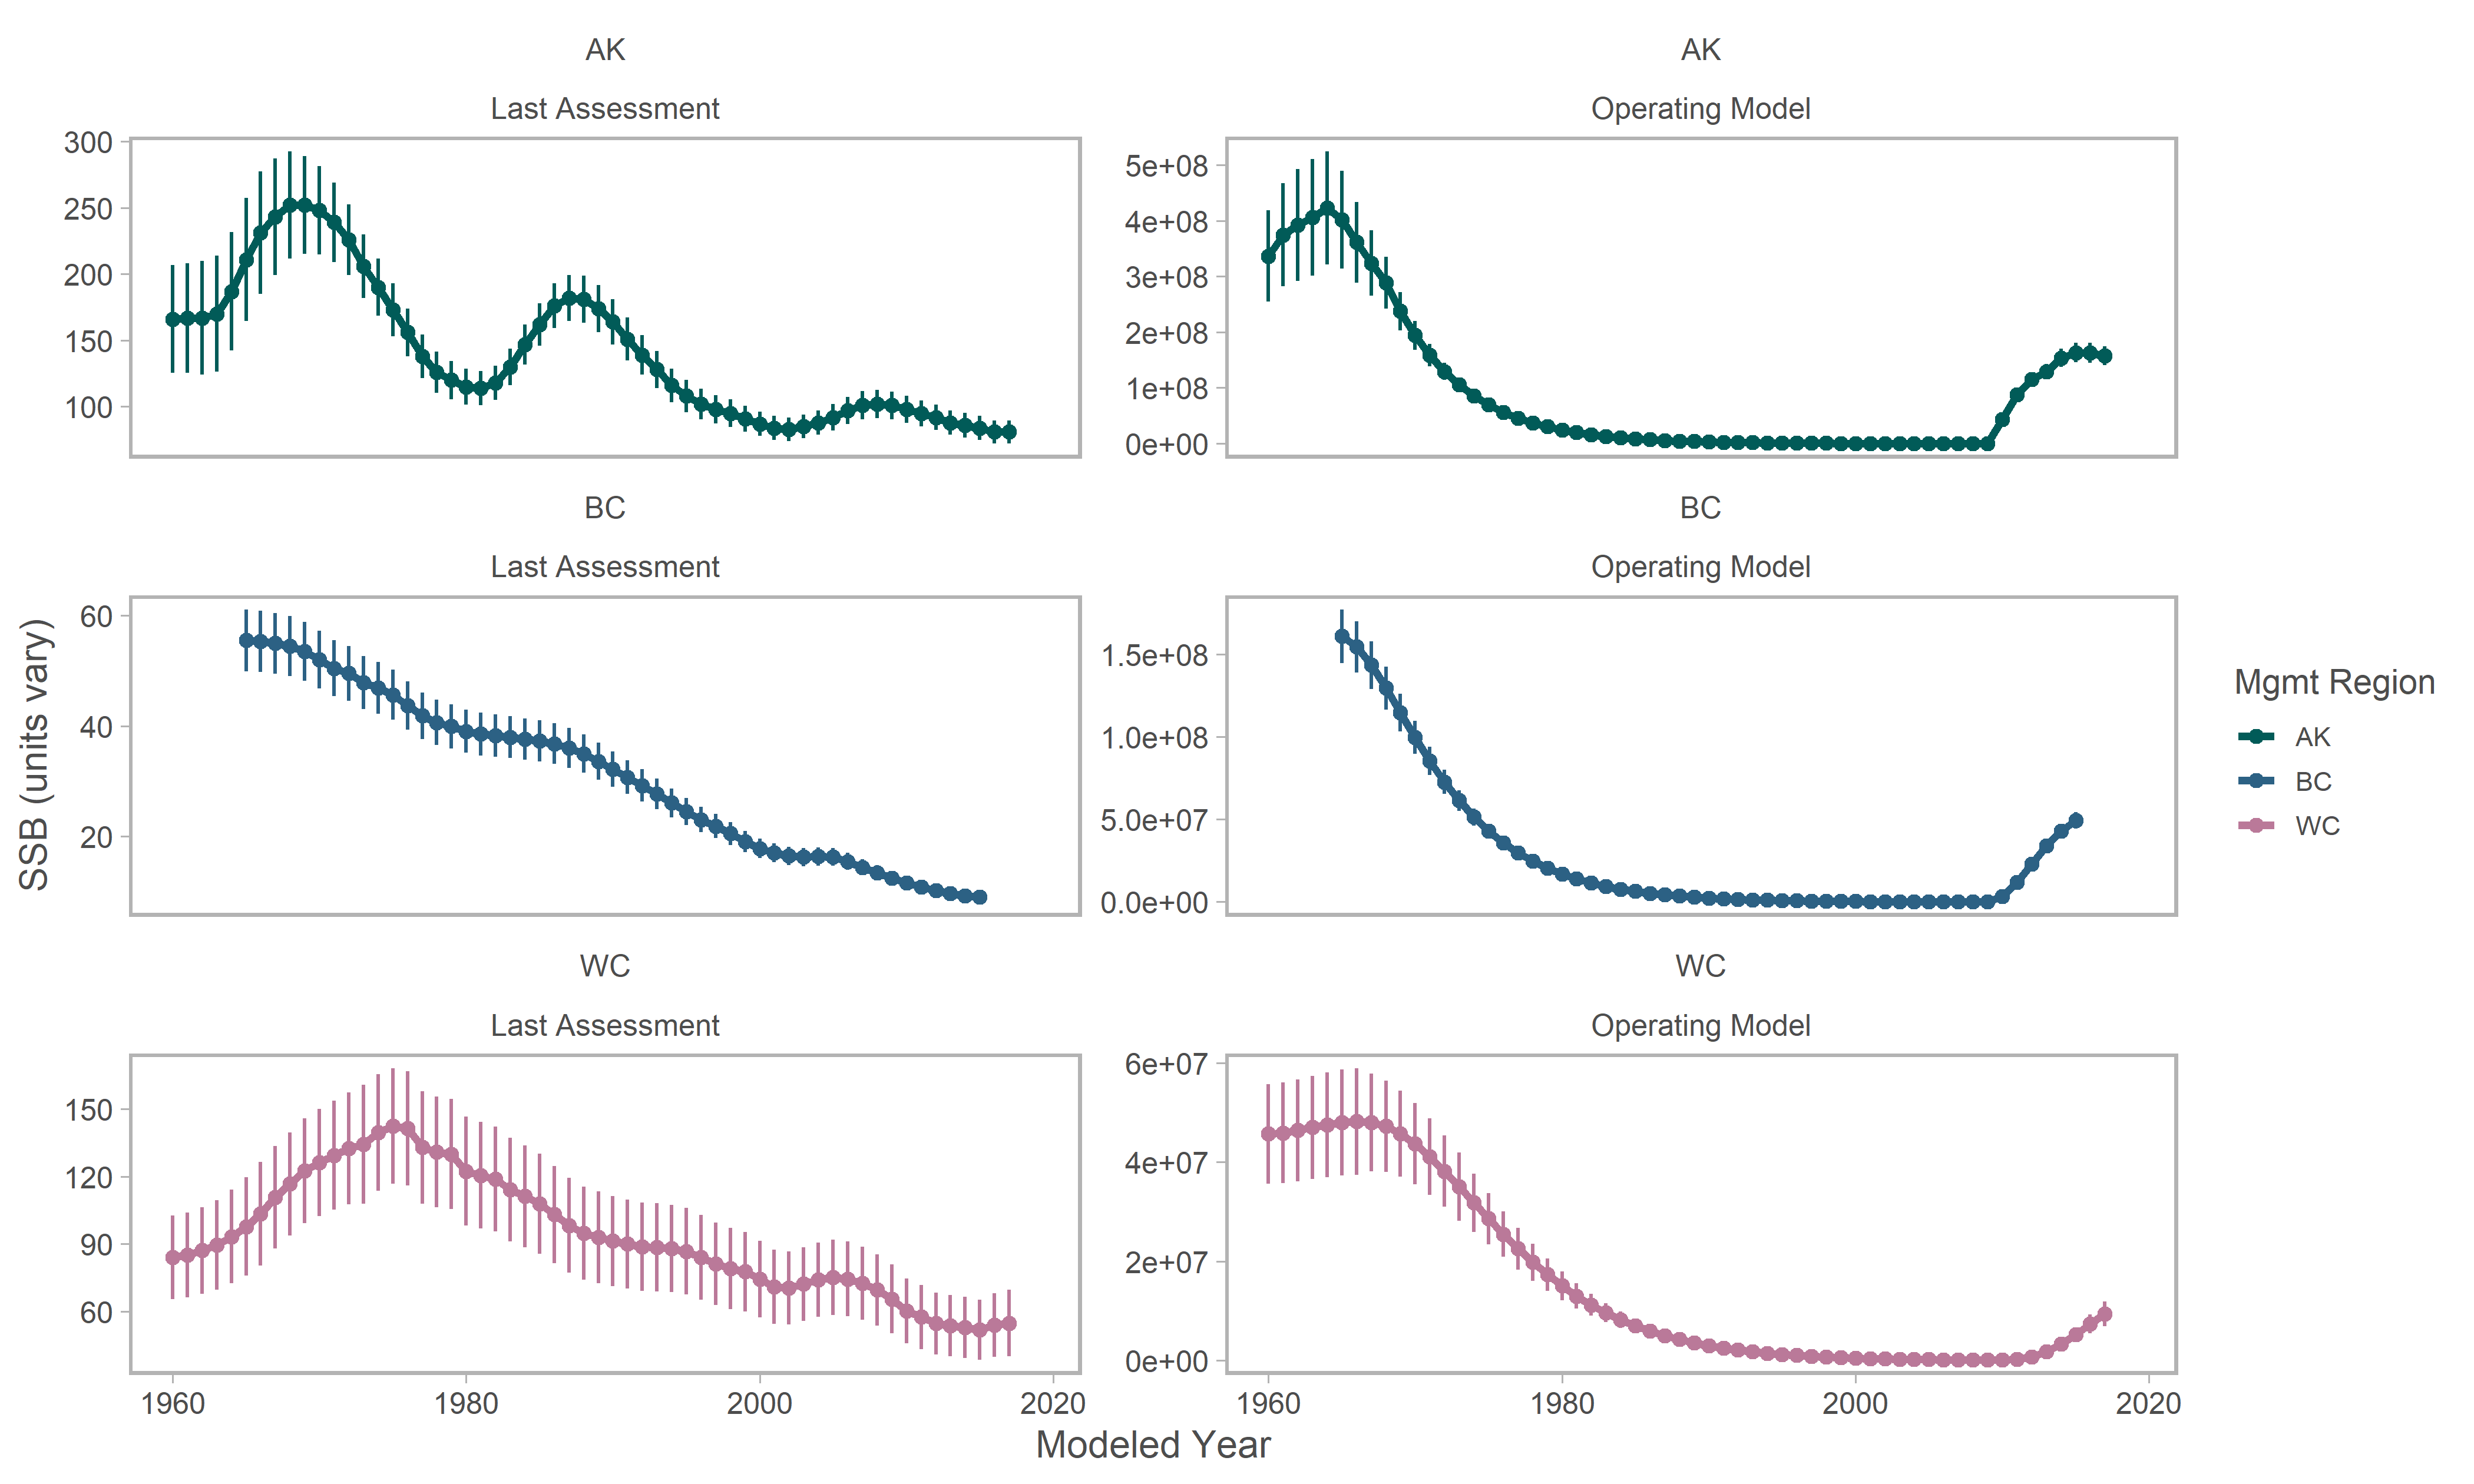 AK
Last Assessment
300
250
200
150
100
AK
Operating Model
5e+08
4e+08
3e+08
2e+08
1e+08
0e+00
BC
Last Assessment
60
40
20
BC
Operating Model
1.5e+08
1.0e+08
5.0e+07
0.0e+00
WC
Last Assessment
150
120
90
60
1960 1980 2000 2020
WC
Operating Model
6e+07
4e+07
2e+07
0e+00
1960 1980 2000 2020
SSB (units vary)
Modeled Year
Mgmt Region
AK
BC
WC